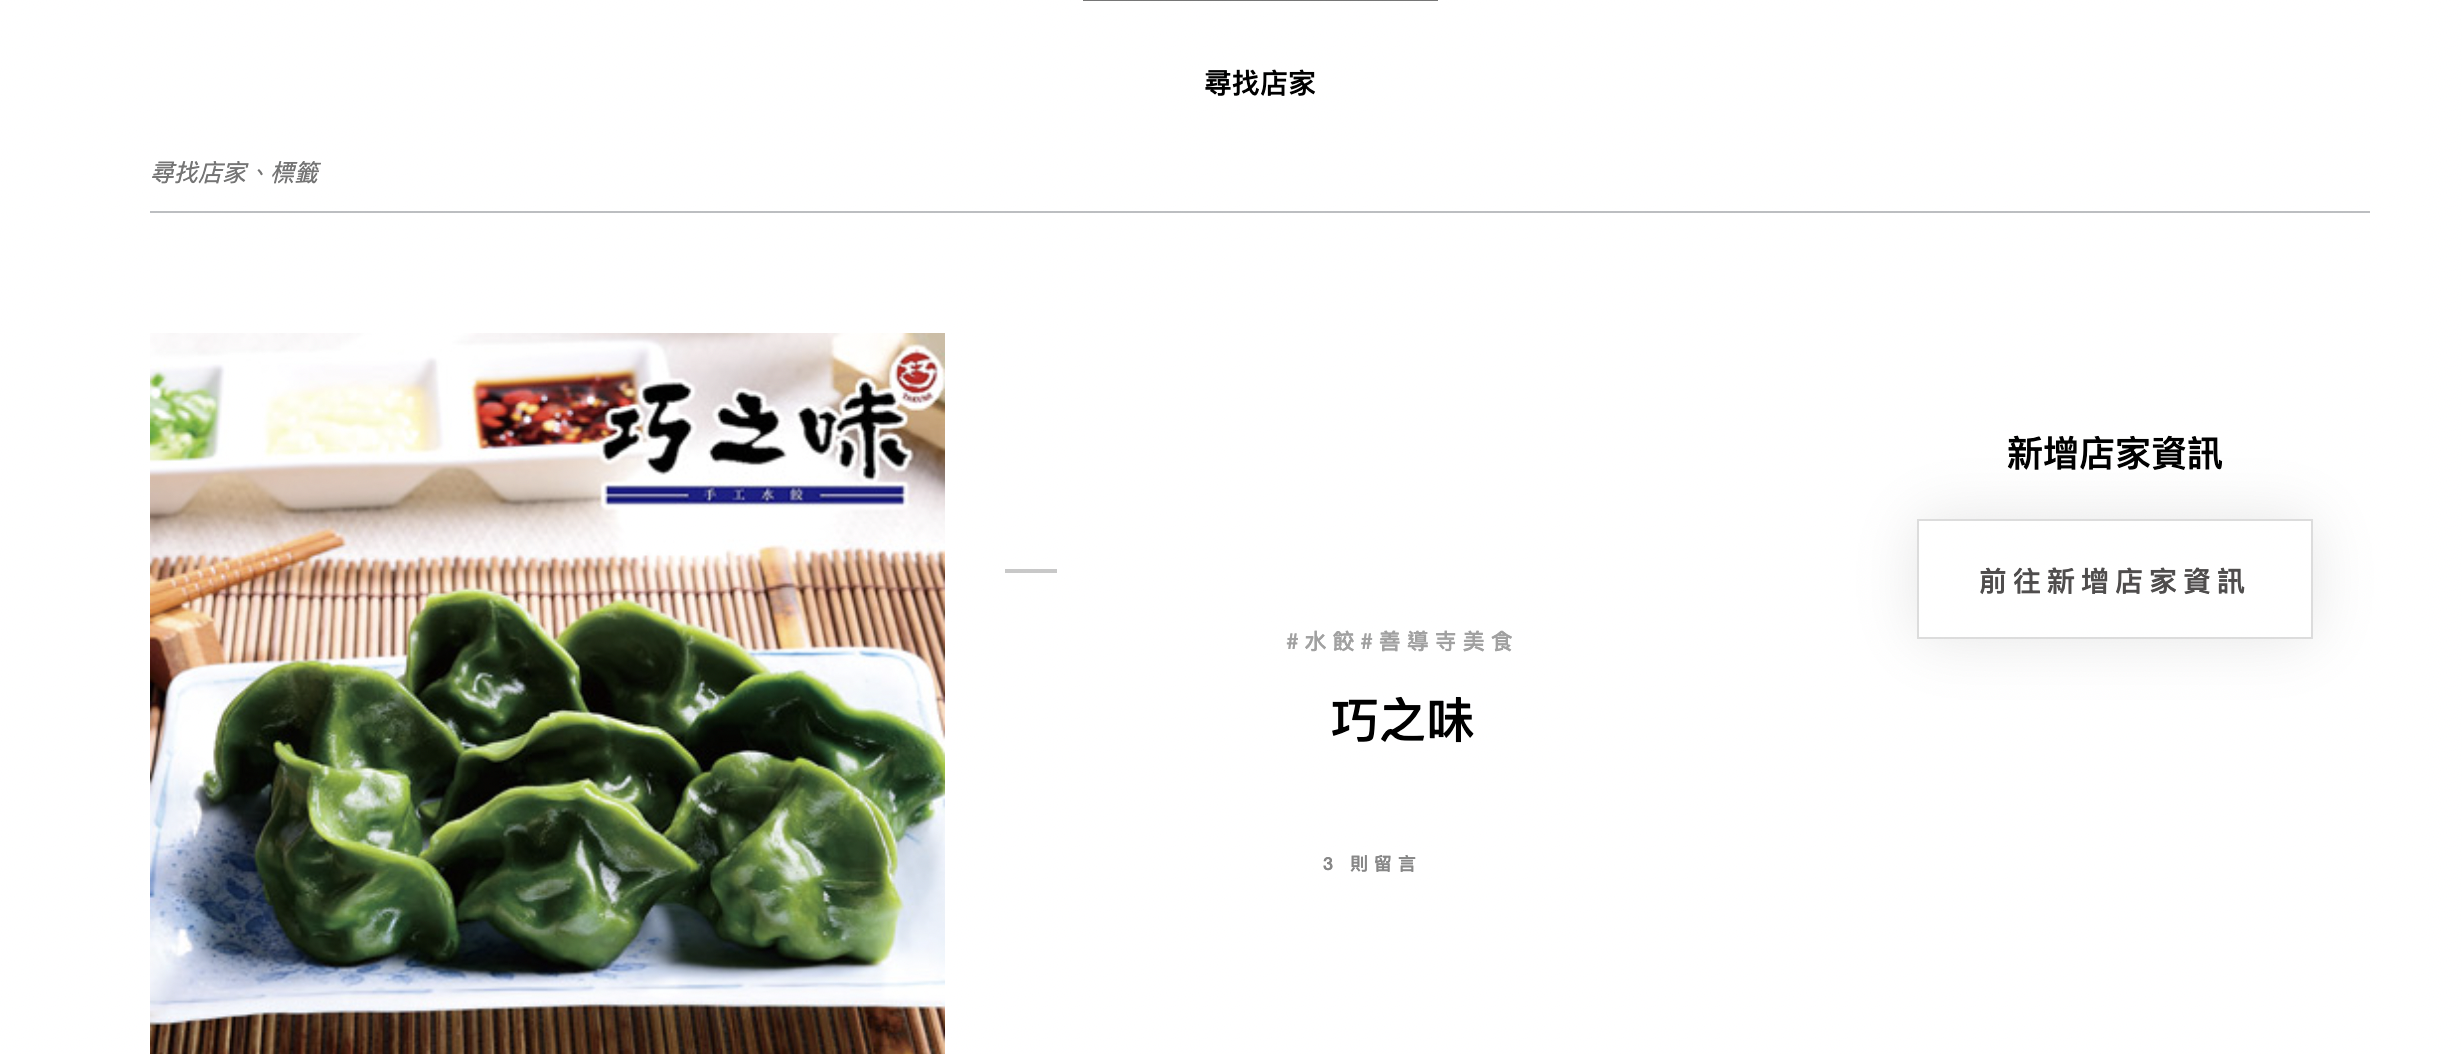 尋找店家
尋找店家、標籤
巧之味
手工水餃
新增店家資訊
前往新增店家資訊
#水餃#善導寺美食
巧之味
3 則留言